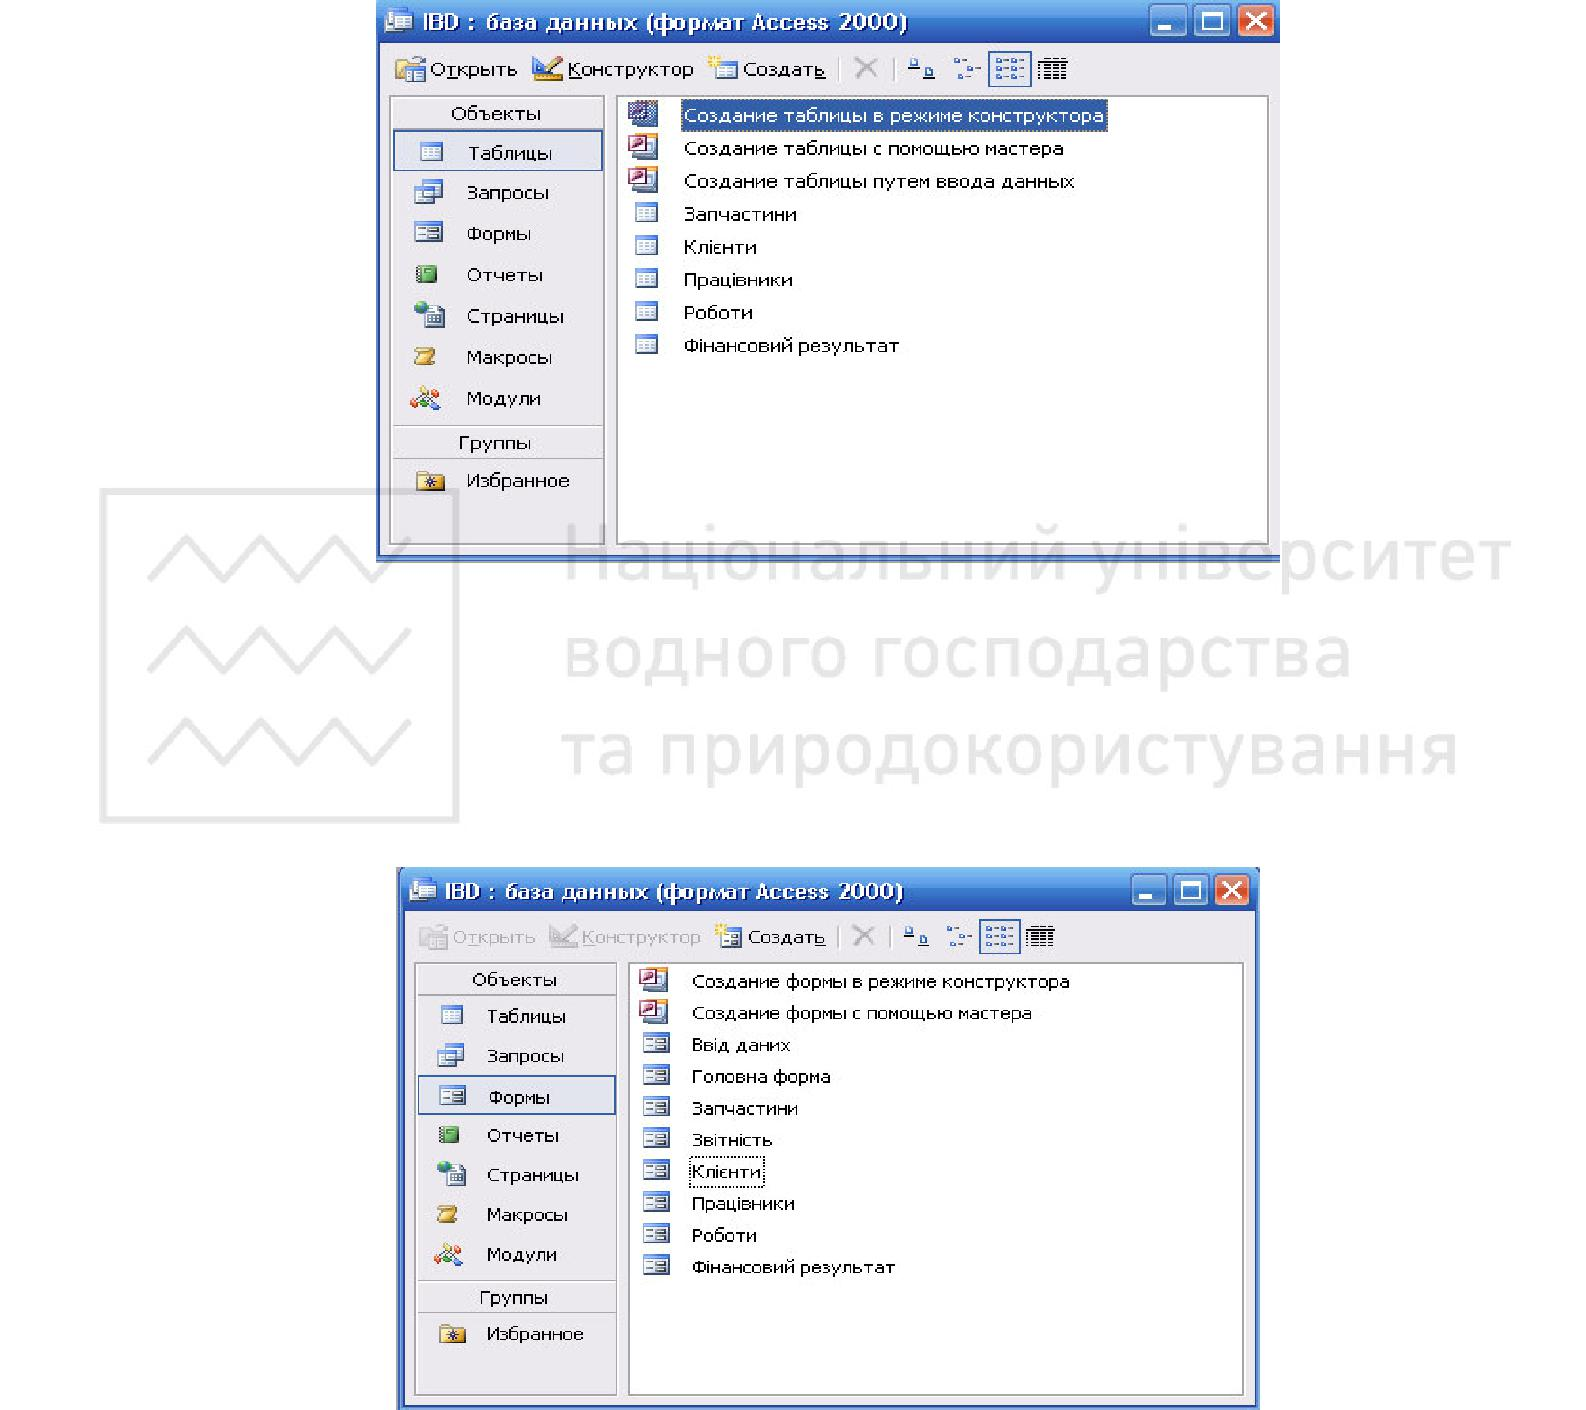 IBD : база данных (формат Access 2000)
Открыть Конструктор Создать
Объекты
Таблицы
Запросы
Формы
Отчеты
Страницы
Макросы
Модули
Группы
Избранное
Создание таблицы в режиме конструктора
Создание таблицы с помощью мастера
Создание таблицы путем ввода данных
Запчастини
Клієнти
Працівники
Роботи
Фінансовий результат
Національний університет
водного господарства
та природокористування
IBD : база данных (формат Access 2000)
Открыть Конструктор Создать
Объекты
Таблицы
Запросы
Формы
Отчеты
Страницы
Макросы
Модули
Группы
Избранное
Создание формы в режиме конструктора
Создание формы с помощью мастера
Ввід даних
Головна форма
Запчастини
Звітність
Клієнти
Працівники
Роботи
Фінансовий результат